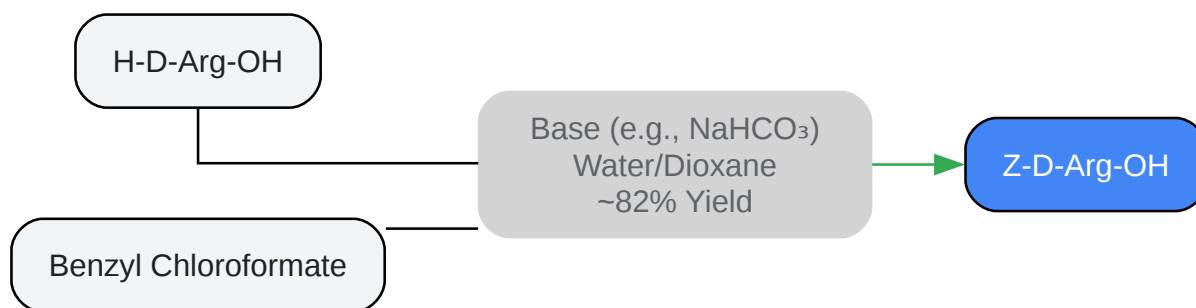 H-D-Arg-OH
Base (e.g., NaHCO₃)
Water/Dioxane
~82% Yield
Z-D-Arg-OH
Benzyl Chloroformate